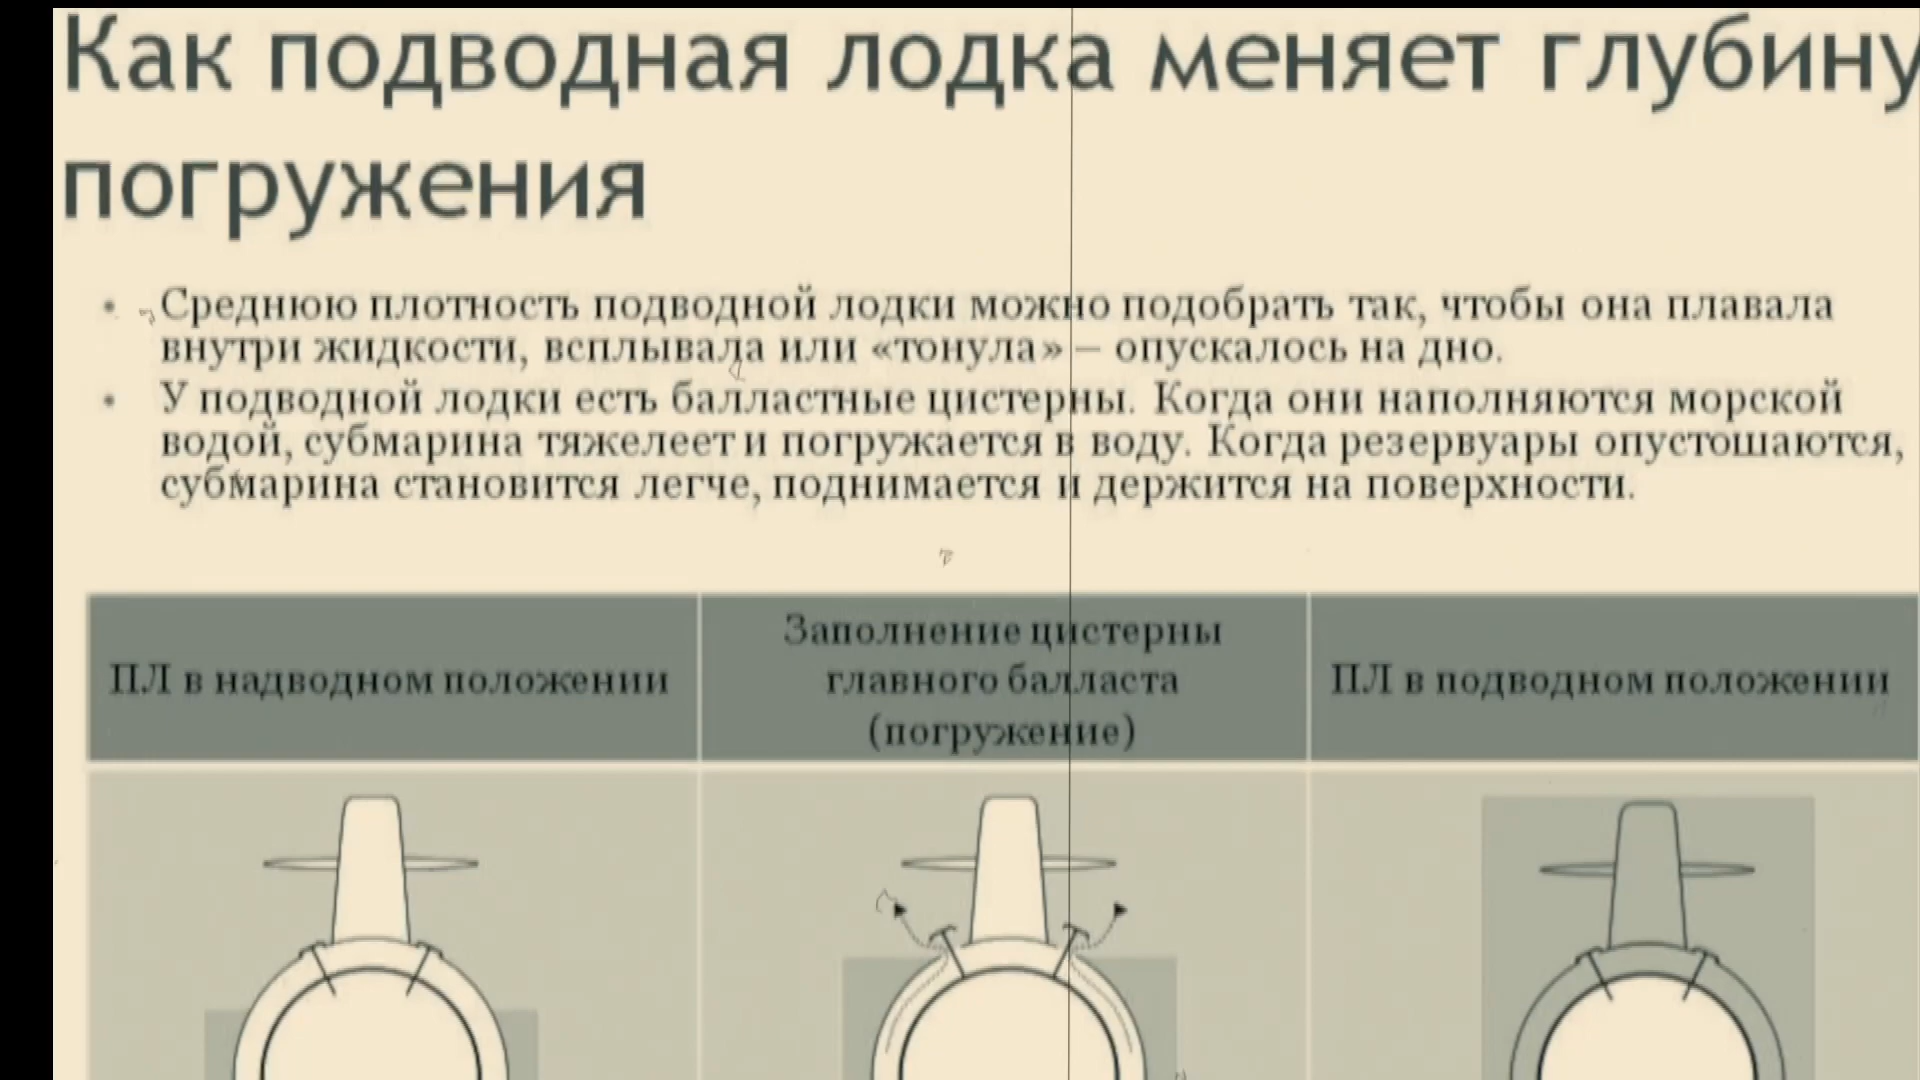 Как подводная лодка меняет глубину
погружения
• Среднюю плотность подводной лодки можно подобрать так, чтобы она плавала
внутри жидкости, всплывала или «тонула» – опускалось на дно.
• У подводной лодки есть балластные цистерны. Когда они наполняются морской
водой, субмарина тяжелеет и погружается в воду. Когда резервуары опустошаются,
субмарина становится легче, поднимается и держится на поверхности.
ПЛ в надводном положении
Заполнение цистерны
главного балласта
(погружение)
ПЛ в подводном положении